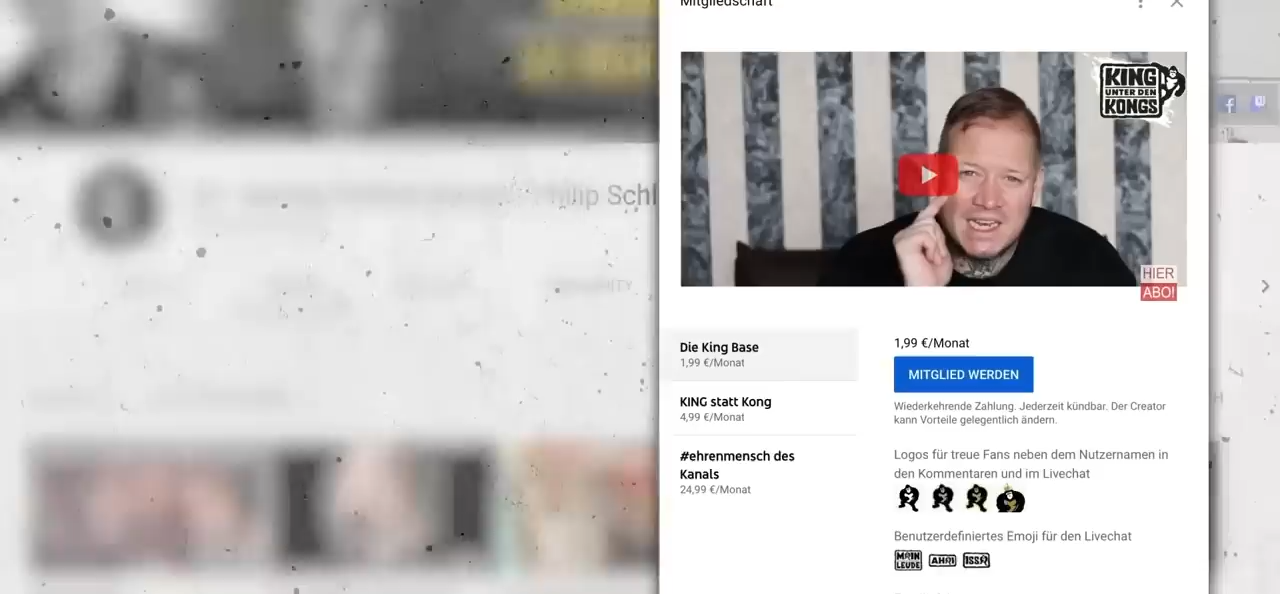 Mitgliedschaft
KING
UNTER DEN
KONGS
HIER
ABO!
Philip Schl
Die King Base
1,99 €/Monat
KING statt Kong
4,99 €/Monat
#ehrenmensch des
Kanals
24,99 €/Monat
1,99 €/Monat
MITGLIED WERDEN
Wiederkehrende Zahlung. Jederzeit kündbar. Der Creator
kann Vorteile gelegentlich ändern.
Logos für treue Fans neben dem Nutzernamen in
den Kommentaren und im Livechat
Benutzerdefiniertes Emoji für den Livechat
MAIN
LEUDE
AHRI
ISSO